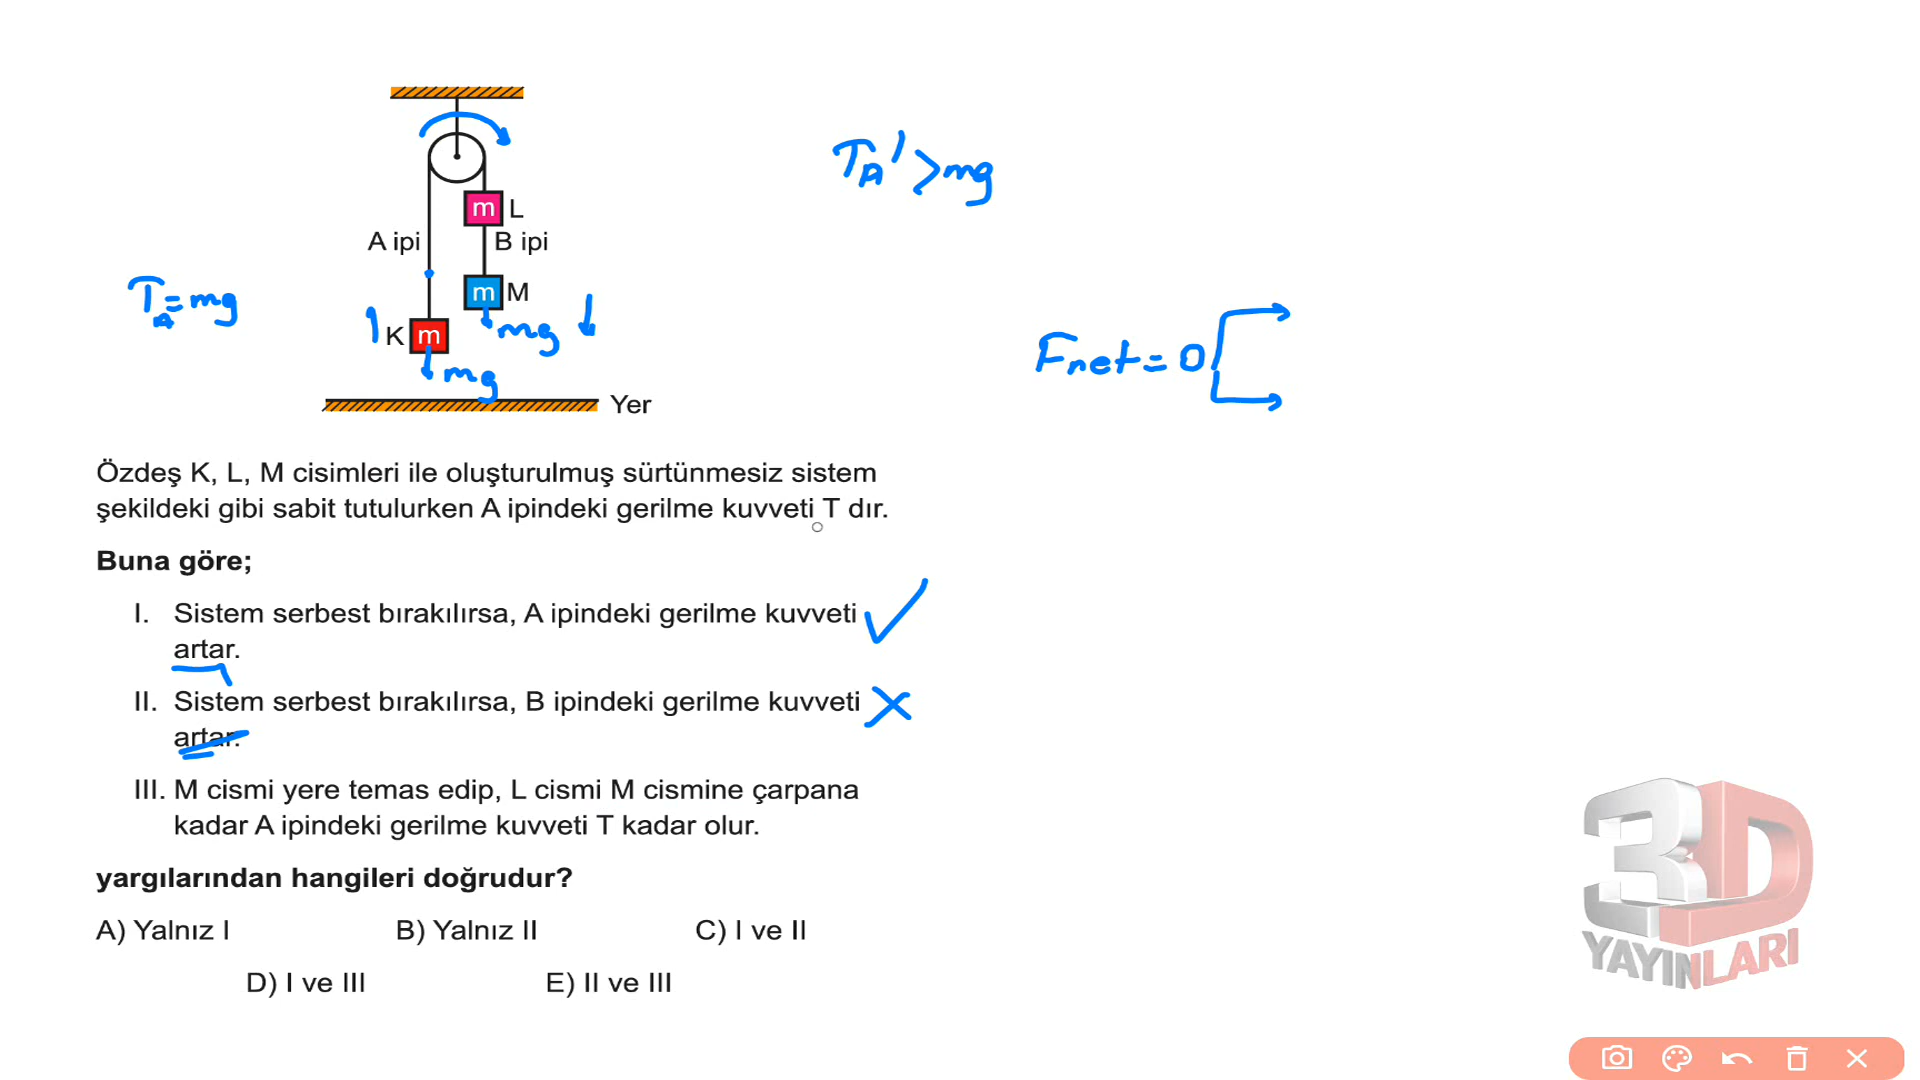 TA' > mg
m L
A ipi
B ipi
m M
TA = mg
K m
mg
mg
Fnet = 0
Yer
Özdeş K, L, M cisimleri ile oluşturulmuş sürtünmesiz sistem
şekildeki gibi sabit tutulurken A ipindeki gerilme kuvveti T dır.
Buna göre;
I. Sistem serbest bırakılırsa, A ipindeki gerilme kuvveti
artar.
II. Sistem serbest bırakılırsa, B ipindeki gerilme kuvveti
artar.
III. M cismi yere temas edip, L cismi M cismine çarpana
kadar A ipindeki gerilme kuvveti T kadar olur.
yargılarından hangileri doğrudur?
A) Yalnız I B) Yalnız II C) I ve II
D) I ve III E) II ve III
3D
YAYINLARI